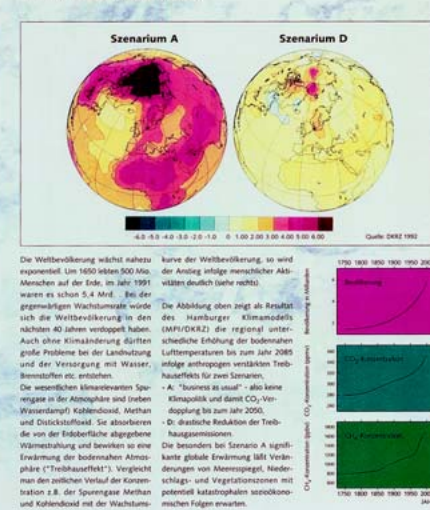 Szenarium A
Szenarium D
-6.0 -5.0 -4.0 -3.0 -2.0 -1.0 0 1.00 2.00 3.00 4.00 5.00 6.00
Quelle: DKRZ 1992
Die Weltbevölkerung wächst nahezu
exponentiell. Um 1650 lebten 500 Mio.
Menschen auf der Erde, im Jahr 1991
waren es schon 5,4 Mrd. Bei der
gegenwärtigen Wachstumsrate würde
sich die Weltbevölkerung in den
nächsten 40 Jahren verdoppelt haben.
Auch ohne Klimaänderung dürften
große Probleme bei der Landnutzung
und der Versorgung mit Wasser,
Brennstoffen etc. entstehen.
Die wesentlichen klimarelevanten Spu-
rengase in der Atmosphäre sind (neben
Wasserdampf) Kohlendioxid, Methan
und Distickstoffoxid. Sie absorbieren
die von der Erdoberfläche abgegebene
Wärmestrahlung und bewirken so eine
Erwärmung der bodennahen Atmos-
phäre ("Treibhauseffekt"). Vergleicht
man den zeitlichen Verlauf der Konzen-
tration z.B. der Spurengase Methan
und Kohlendioxid mit der Wachstums-
kurve der Weltbevölkerung, so wird
der Anstieg infolge menschlicher Akti-
vitäten deutlich (siehe rechts).
Die Abbildung oben zeigt als Resultat
des Hamburger Klimamodells
(MPI/DKRZ) die regional unter-
schiedliche Erhöhung der bodennahen
Lufttemperaturen bis zum Jahr 2085
infolge anthropogen verstärkten Treib-
hauseffekts für zwei Szenarien,
- A: "business as usual" - also keine
Klimapolitik und damit CO₂-Ver-
dopplung bis zum Jahr 2050,
- D: drastische Reduktion der Treib-
hausgasemissionen.
Die besonders bei Szenario A signifi-
kante globale Erwärmung läßt Verän-
derungen von Meeresspiegel, Nieder-
schlags- und Vegetationszonen mit
potentiell katastrophalen sozioökono-
mischen Folgen erwarten.
1750 1800 1850 1900 1950 200
Bevölkerung in Milliarden
Bevölkerung
CO₂-Konzentration (ppmv)
CO₂-Konzentration
CH₄-Konzentration (ppbv)
CH₄-Konzentration
1750 1800 1850 1900 1950 200